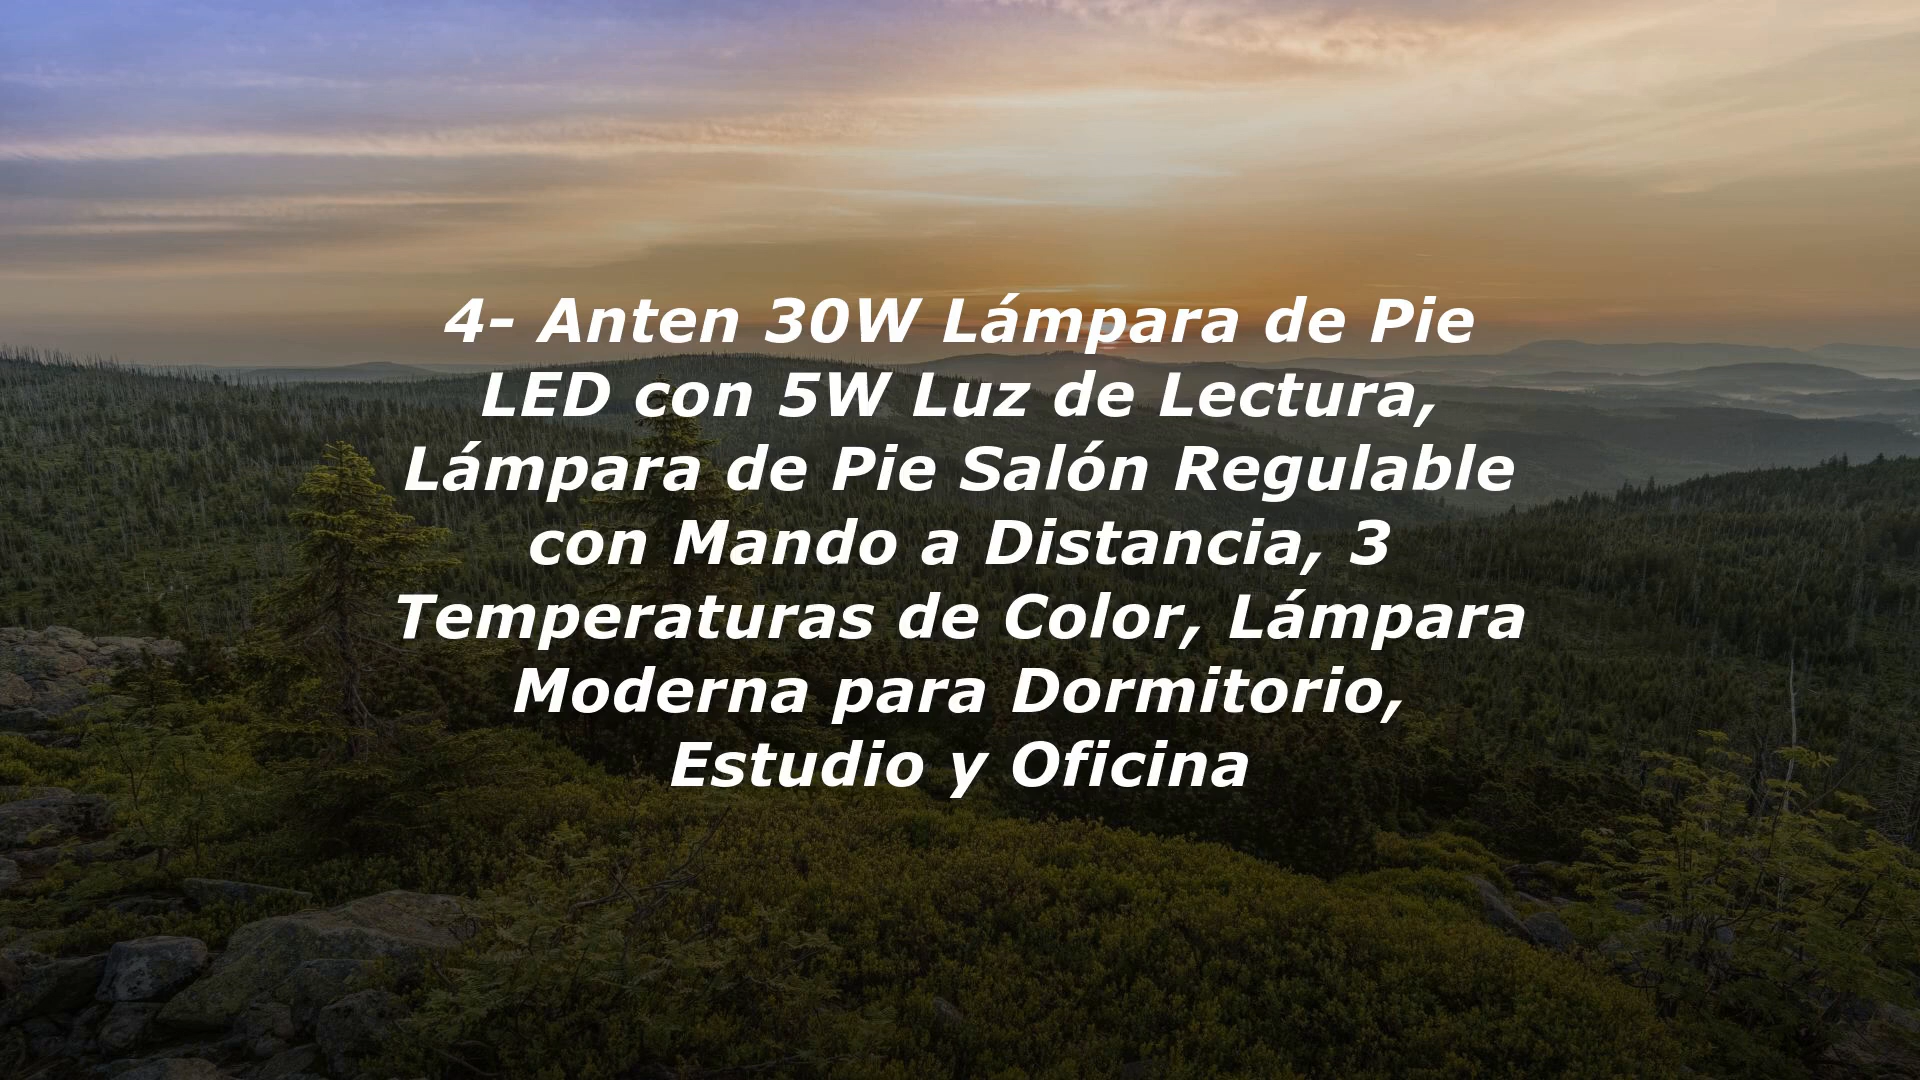 4- Anten 30W Lámpara de Pie
LED con 5W Luz de Lectura,
Lámpara de Pie Salón Regulable
con Mando a Distancia, 3
Temperaturas de Color, Lámpara
Moderna para Dormitorio,
Estudio y Oficina